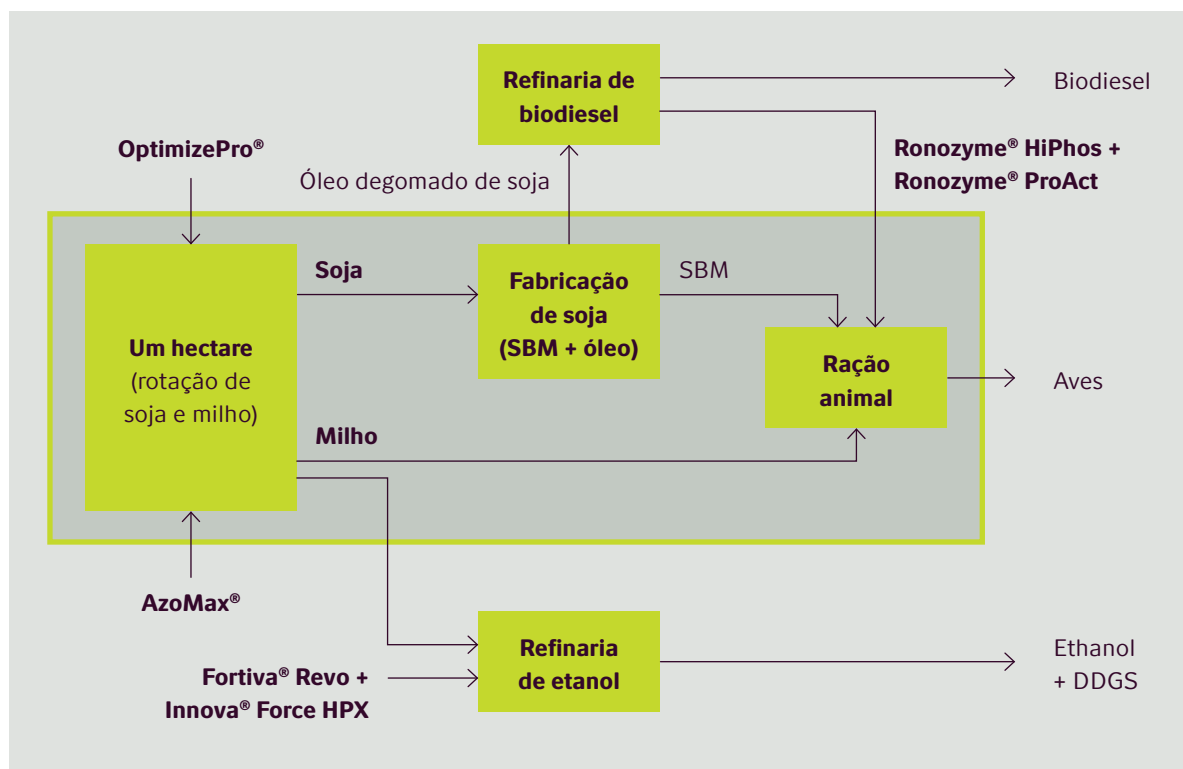 Refinaria de
biodiesel
Biodiesel
OptimizePro®
Óleo degomado de soja
Ronozyme® HiPhos +
Ronozyme® ProAct
Um hectare
(rotação de
soja e milho)
Soja
Fabricação
de soja
(SBM + óleo)
SBM
Ração
animal
Aves
Milho
AzoMax®
Fortiva® Revo +
Innova® Force HPX
Refinaria
de etanol
Ethanol
+ DDGS